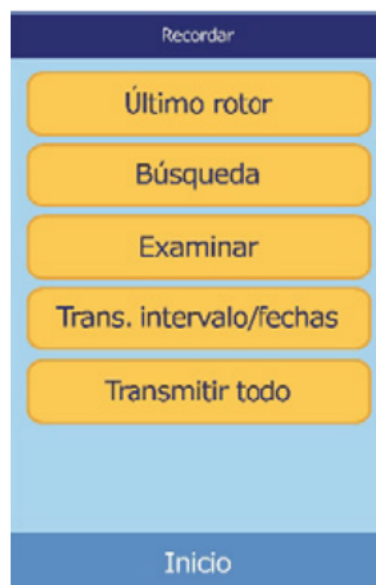 Recordar
Último rotor
Búsqueda
Examinar
Trans. intervalo/fechas
Transmitir todo
Inicio